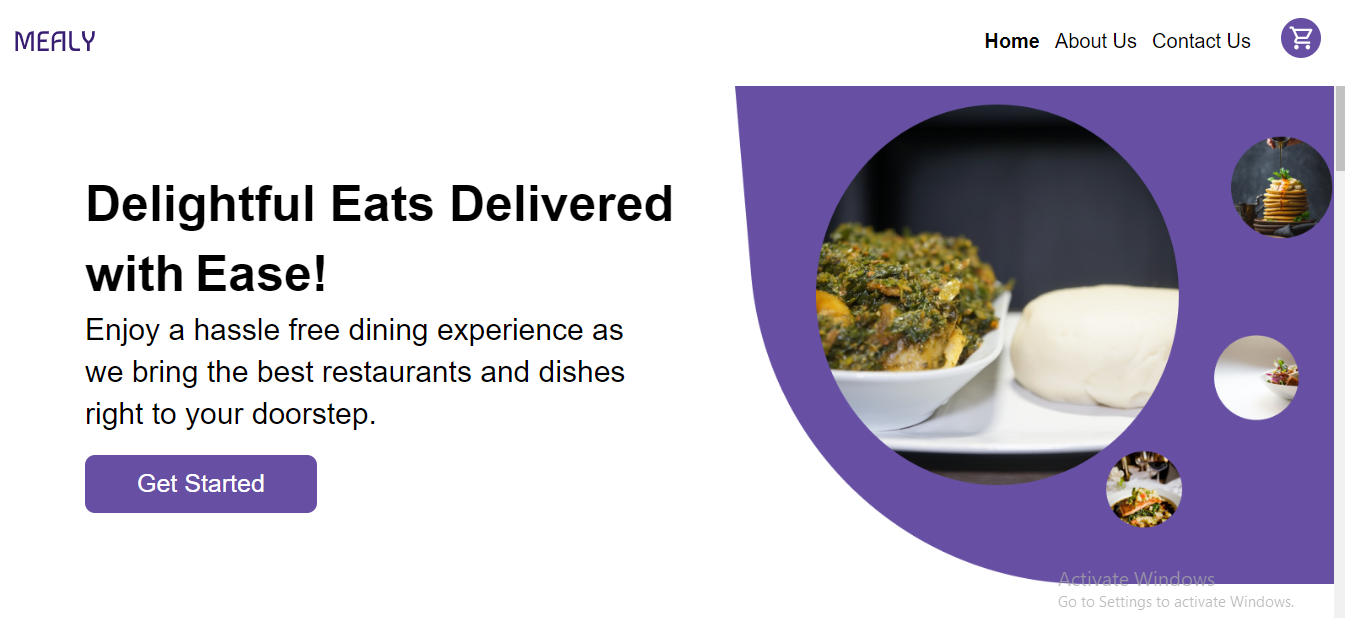 MEALY
Home About Us Contact Us
Delightful Eats Delivered
with Ease!
Enjoy a hassle free dining experience as
we bring the best restaurants and dishes
right to your doorstep.
Get Started
Activate Windows
Go to Settings to activate Windows.